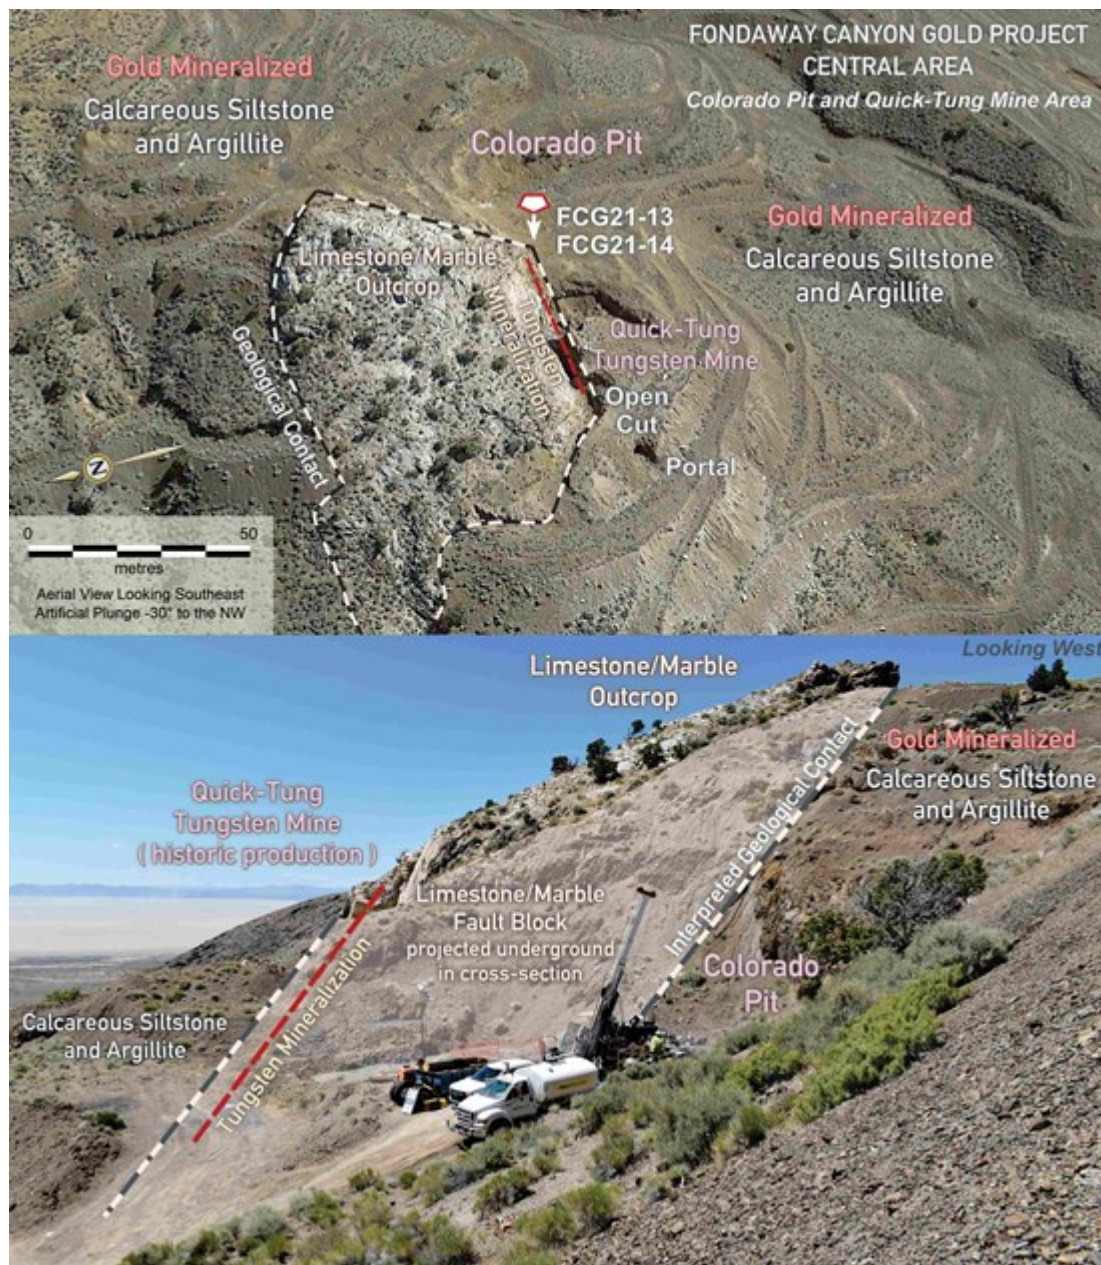 FONDAWAY CANYON GOLD PROJECT
CENTRAL AREA
Colorado Pit and Quick-Tung Mine Area
Gold Mineralized
Calcareous Siltstone
and Argillite
Colorado Pit
FCG21-13
FCG21-14
Gold Mineralized
Calcareous Siltstone
and Argillite
Limestone/Marble
Outcrop
Tungsten
Mineralization
Quick-Tung
Tungsten Mine
Open
Cut
Portal
Geological Contact
N
0 50
metres
Aerial View Looking Southeast
Artificial Plunge -30° to the NW
Looking West
Limestone/Marble
Outcrop
Gold Mineralized
Calcareous Siltstone
and Argillite
Interpreted Geological Contact
Quick-Tung
Tungsten Mine
( historic production )
Limestone/Marble
Fault Block
projected underground
in cross-section
Colorado
Pit
Calcareous Siltstone
and Argillite
Tungsten Mineralization